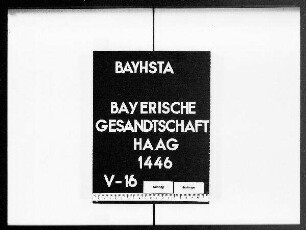 BAYHSTA
BAYERISCHE
GESANDTSCHAFT
HAAG
1446
V-16